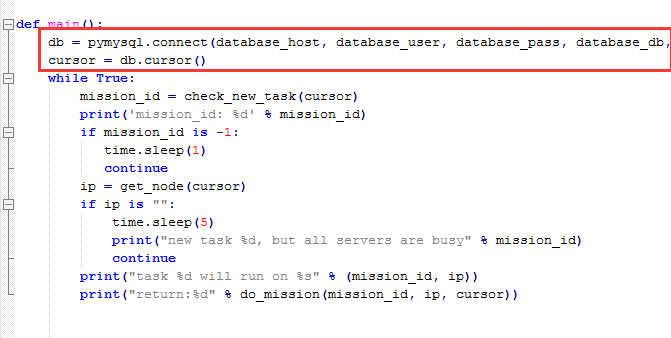 def main():
db = pymysql.connect(database_host, database_user, database_pass, database_db,
cursor = db.cursor()
while True:
mission_id = check_new_task(cursor)
print('mission_id: %d' % mission_id)
if mission_id is -1:
time.sleep(1)
continue
ip = get_node(cursor)
if ip is "":
time.sleep(5)
print("new task %d, but all servers are busy" % mission_id)
continue
print("task %d will run on %s" % (mission_id, ip))
print("return:%d" % do_mission(mission_id, ip, cursor))